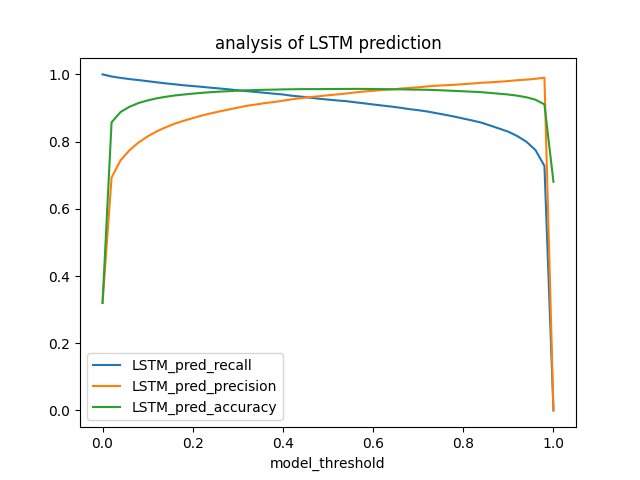 analysis of LSTM prediction
1.0
0.8
0.6
0.4
0.2
0.0
LSTM_pred_recall
LSTM_pred_precision
LSTM_pred_accuracy
0.0 0.2 0.4 0.6 0.8 1.0
model_threshold